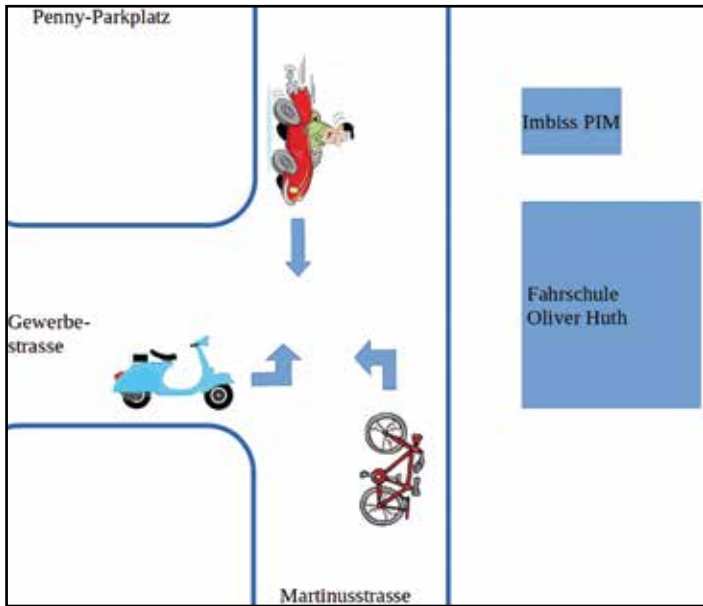 Penny-Parkplatz
Imbiss PIM
Fahrschule
Oliver Huth
Gewerbe-
strasse
Martinusstrasse